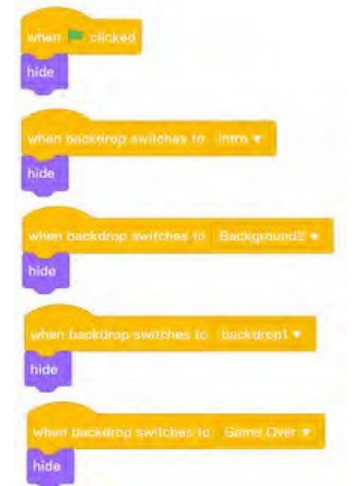 when clicked
hide
when backdrop switches to Intro
hide
when backdrop switches to Background2
hide
when backdrop switches to backdrop1
hide
when backdrop switches to Game Over
hide